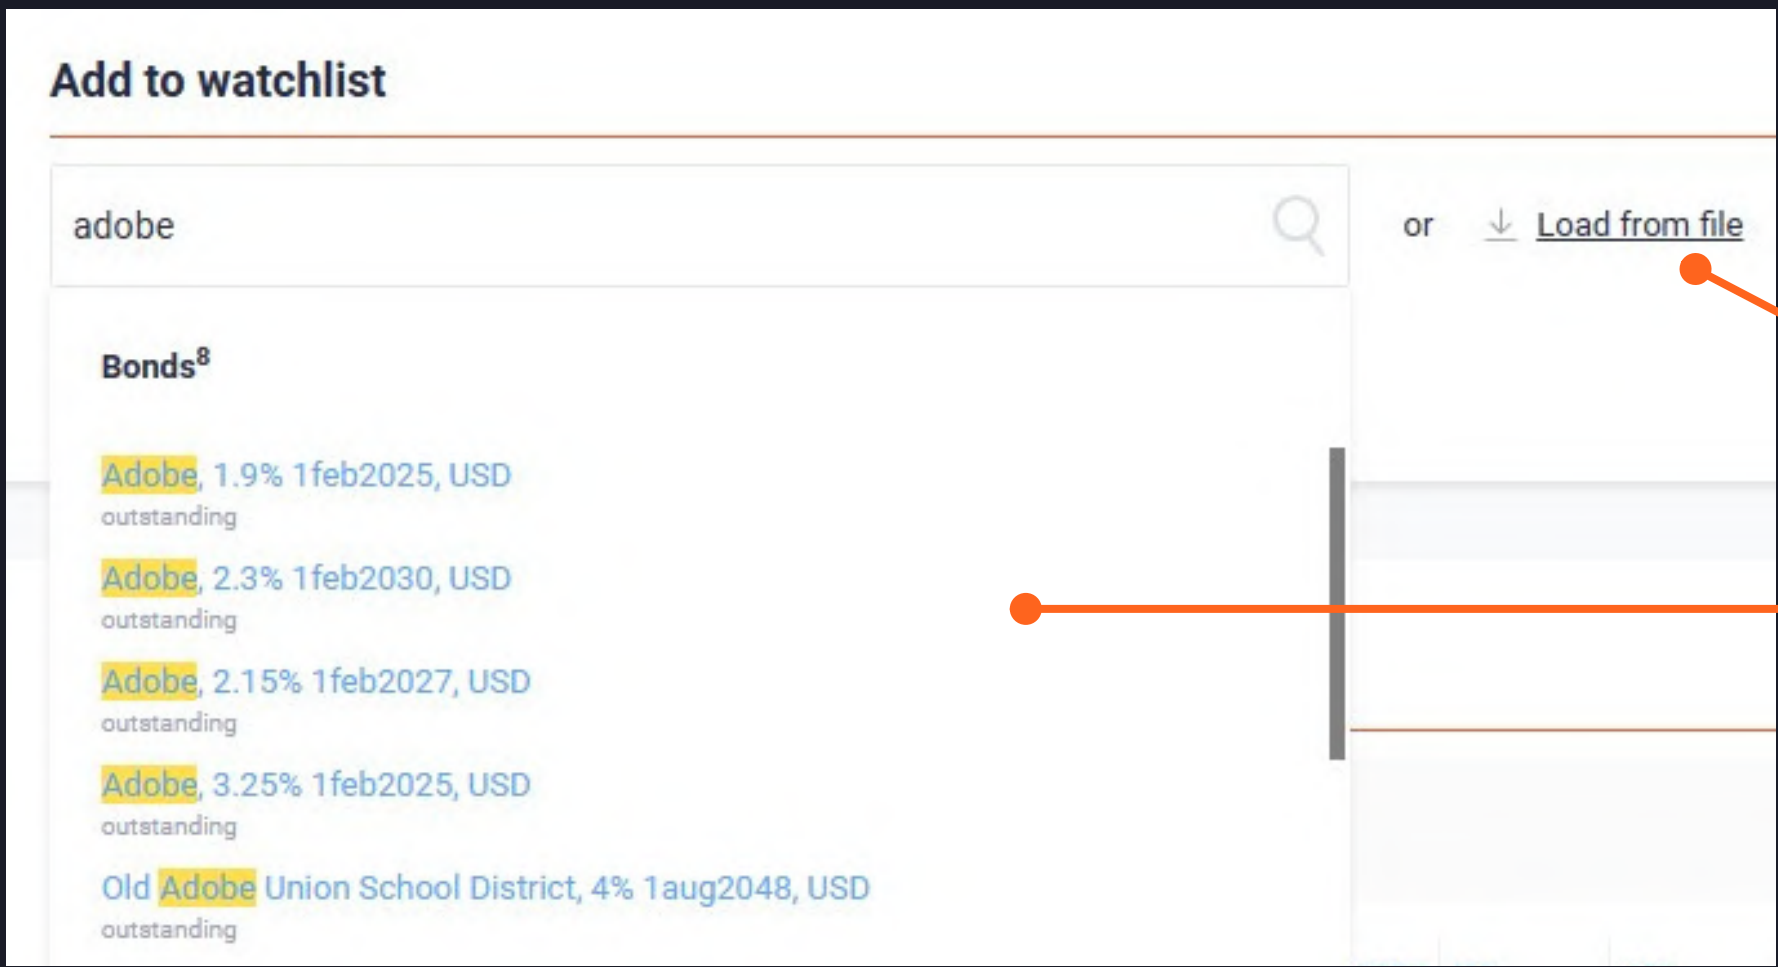 Add to watchlist
adobe
or Load from file
Bonds⁸
Adobe, 1.9% 1feb2025, USD
outstanding
Adobe, 2.3% 1feb2030, USD
outstanding
Adobe, 2.15% 1feb2027, USD
outstanding
Adobe, 3.25% 1feb2025, USD
outstanding
Old Adobe Union School District, 4% 1aug2048, USD
outstanding